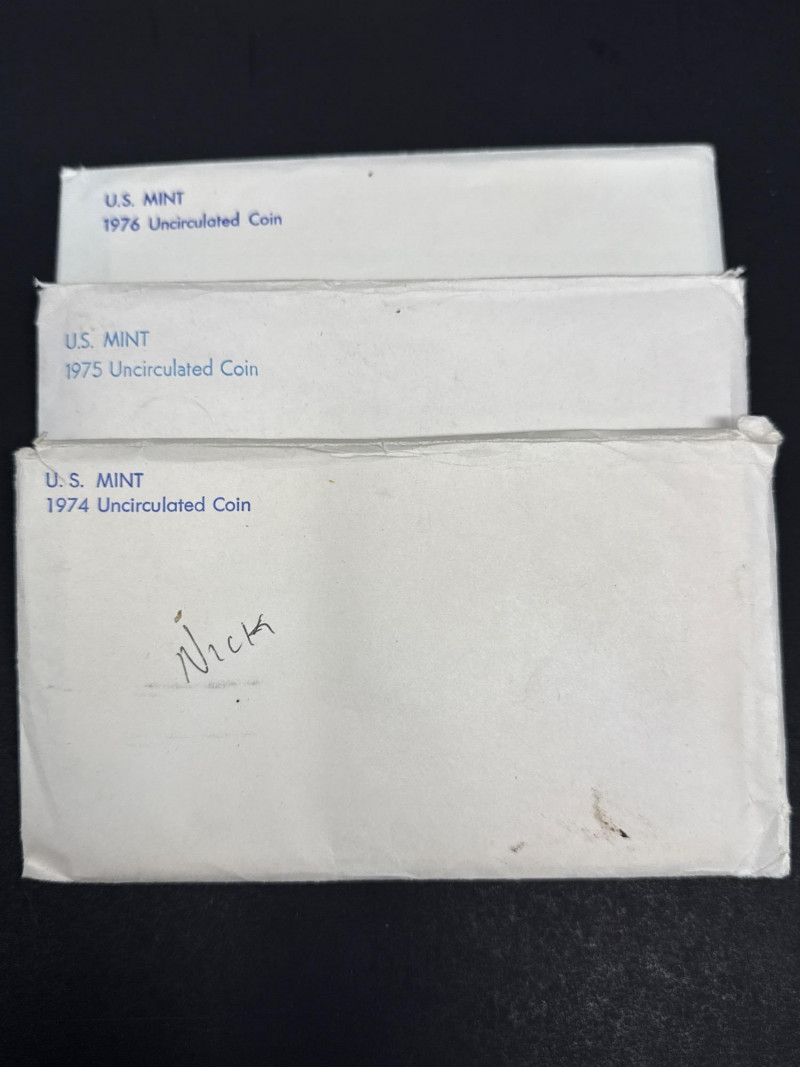 U.S. MINT
1976 Uncirculated Coin
U.S. MINT
1975 Uncirculated Coin
U. S. MINT
1974 Uncirculated Coin
Nick